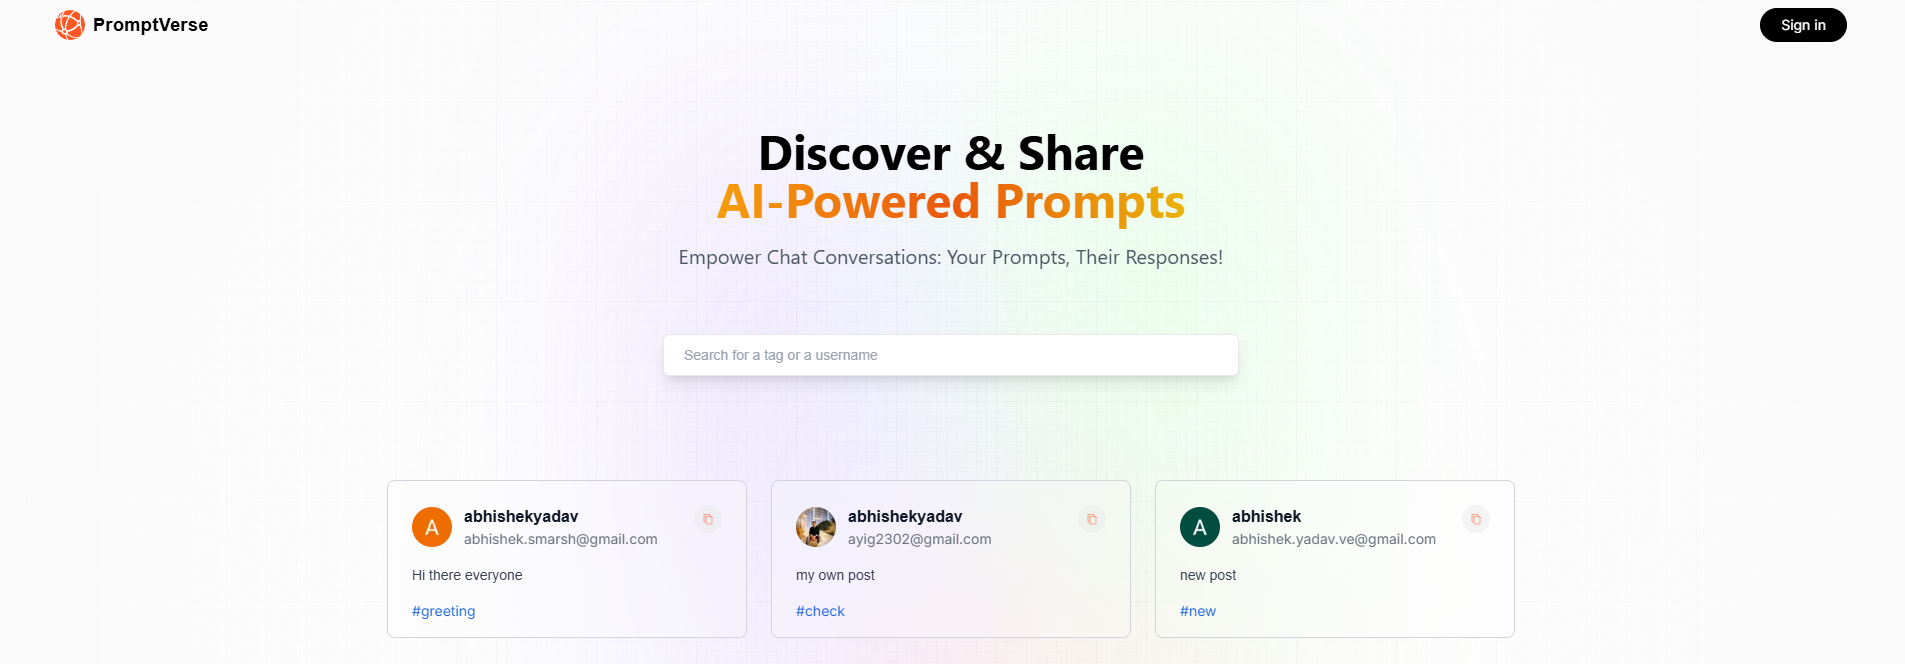 PromptVerse
Sign in
Discover & Share
AI-Powered Prompts
Empower Chat Conversations: Your Prompts, Their Responses!
Search for a tag or a username
A
abhishekyadav
abhishek.smarsh@gmail.com
Hi there everyone
#greeting
abhishekyadav
ayig2302@gmail.com
my own post
#check
A
abhishek
abhishek.yadav.ve@gmail.com
new post
#new